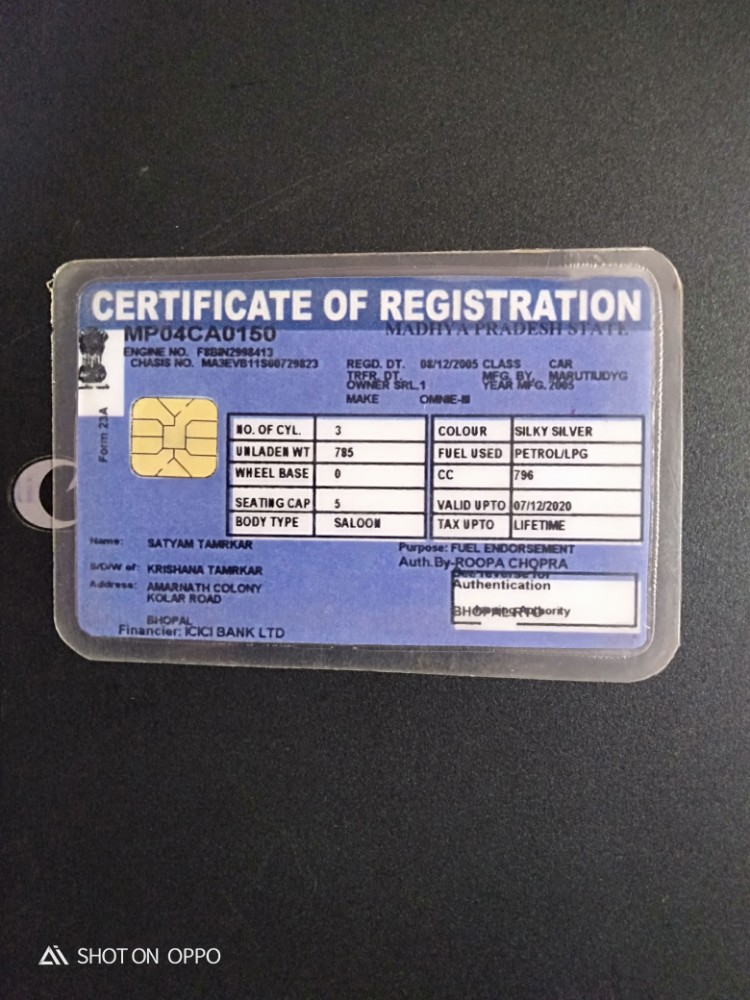 CERTIFICATE OF REGISTRATION
MP04CA0150 MADHYA PRADESH STATE
ENGINE NO. F8BIN2998413
CHASIS NO. MA3EVB11S00729823 REGD. DT. 08/12/2005 CLASS CAR
TRFR. DT. MFG. BY. MARUTIUDYG
OWNER SRL.1 YEAR MFG. 2005
MAKE OMNIE-III
Form 23A
NO. OF CYL. 3 COLOUR SILKY SILVER
UNLADEN WT 785 FUEL USED PETROL/LPG
WHEEL BASE 0 CC 796
SEATING CAP 5 VALID UPTO 07/12/2020
BODY TYPE SALOON TAX UPTO LIFETIME
Name: SATYAM TAMRKAR Purpose: FUEL ENDORSEMENT
Auth.By-ROOPA CHOPRA
S/D/W of: KRISHANA TAMRKAR See reverse for
Address: AMARNATH COLONY Authentication
KOLAR ROAD
BHOPAL RTO
BHOPAL
Financier: ICICI BANK LTD
SHOT ON OPPO